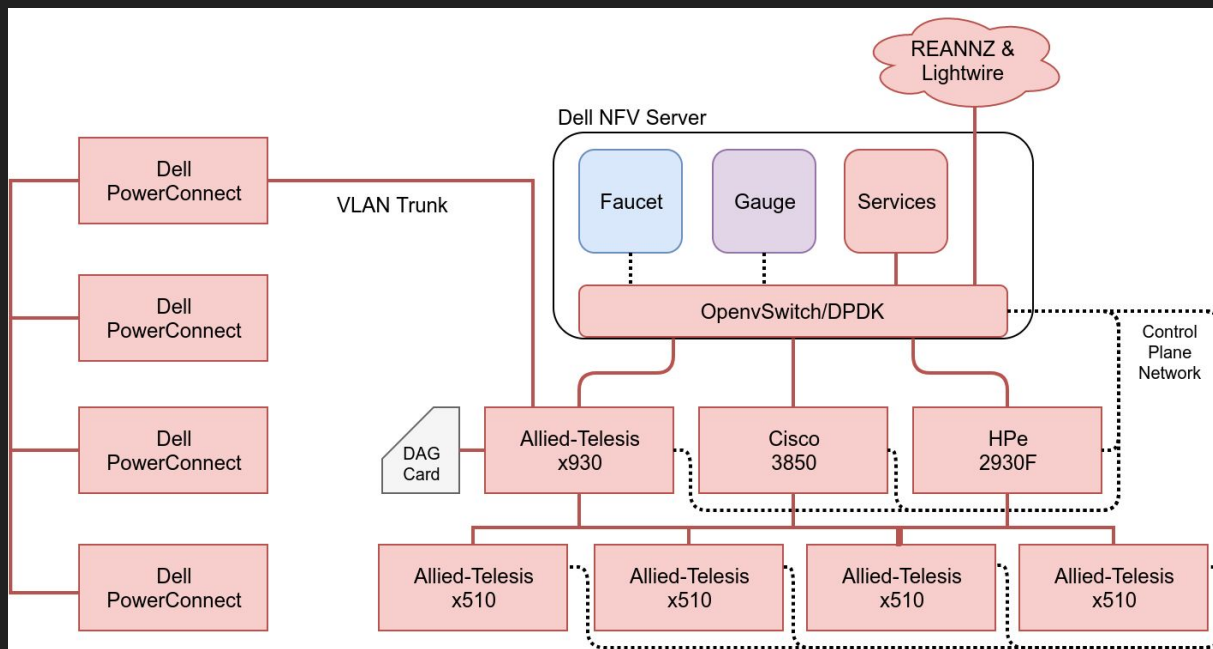 REANNZ &
Lightwire
Dell NFV Server
Dell
PowerConnect
VLAN Trunk
Faucet
Gauge
Services
Dell
PowerConnect
OpenvSwitch/DPDK
Control
Plane
Network
Dell
PowerConnect
DAG
Card
Allied-Telesis
x930
Cisco
3850
HPe
2930F
Dell
PowerConnect
Allied-Telesis
x510
Allied-Telesis
x510
Allied-Telesis
x510
Allied-Telesis
x510